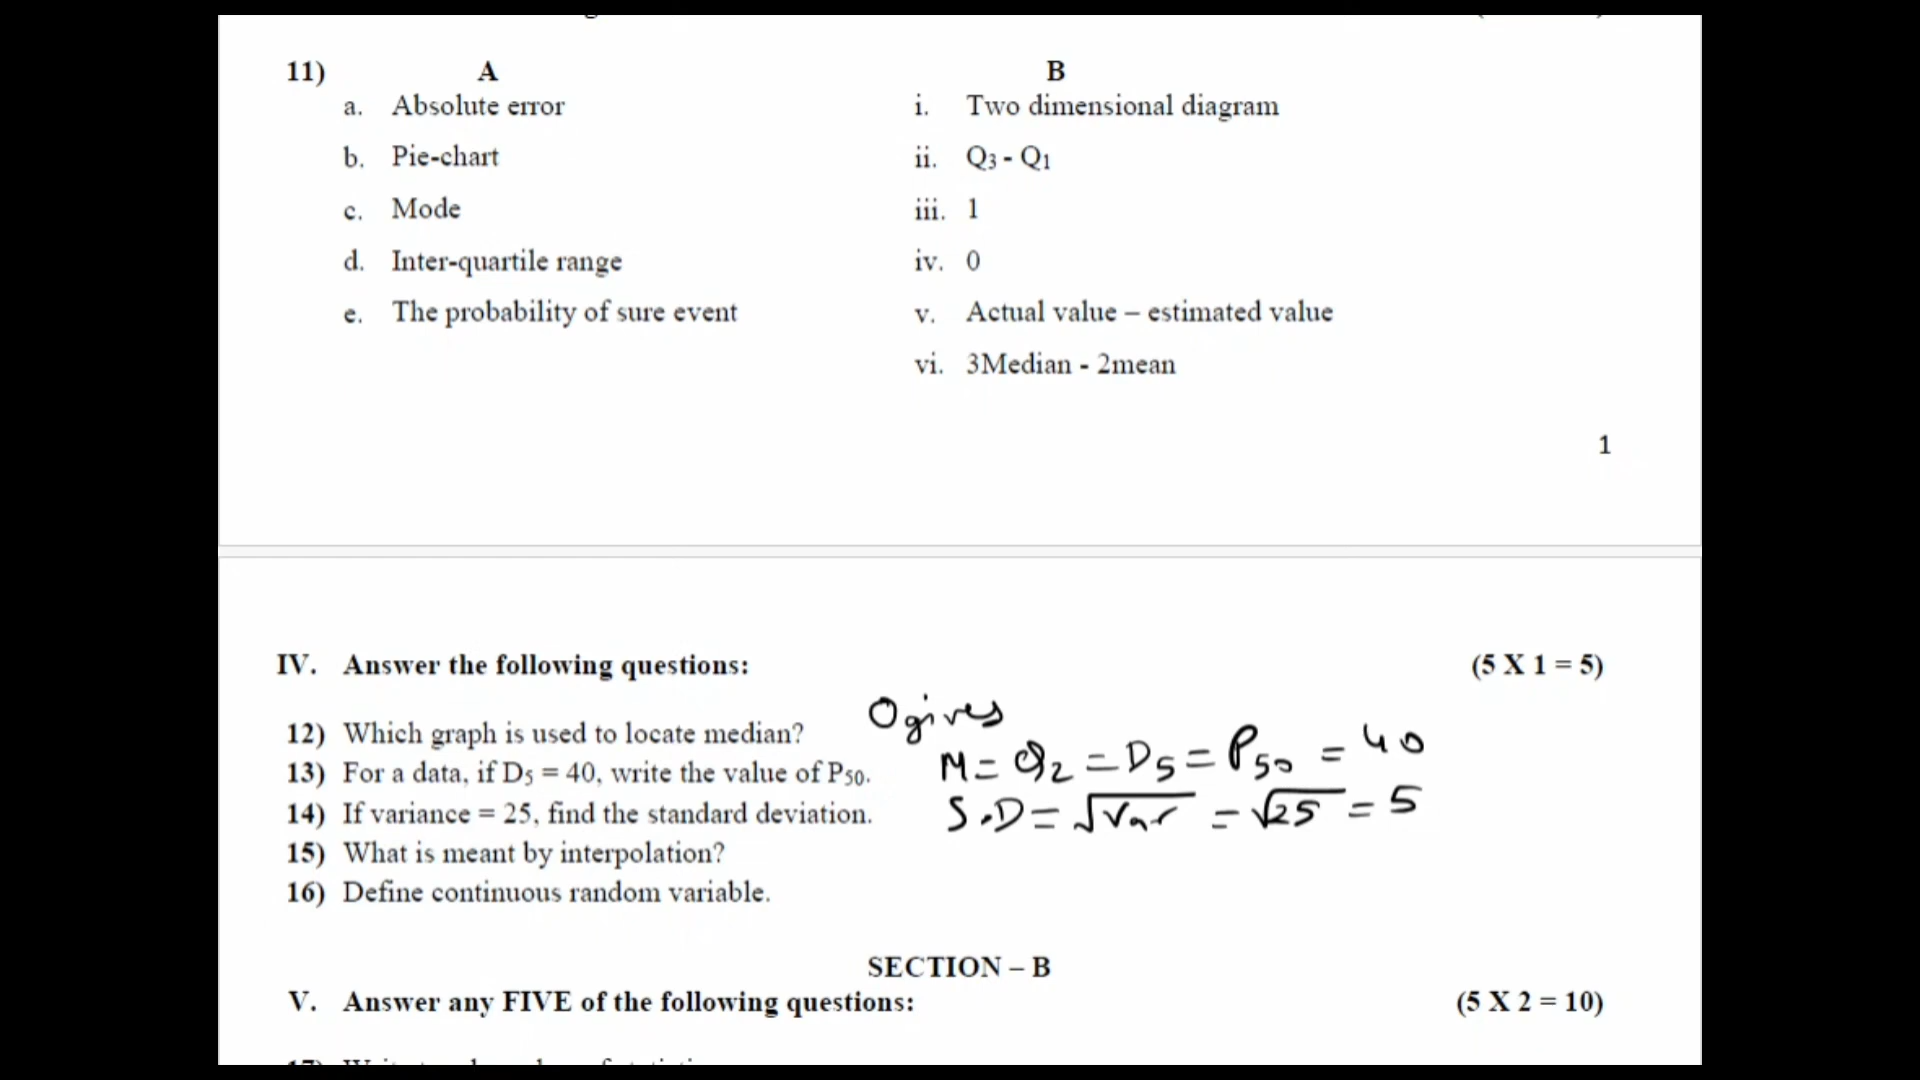 11) A B
a. Absolute error i. Two dimensional diagram
b. Pie-chart ii. Q3 - Q1
c. Mode iii. 1
d. Inter-quartile range iv. 0
e. The probability of sure event v. Actual value – estimated value
vi. 3Median - 2mean
1
IV. Answer the following questions: (5 X 1 = 5)
12) Which graph is used to locate median? Ogives
13) For a data, if D5 = 40, write the value of P50. M = Q2 = D5 = P50 = 40
14) If variance = 25, find the standard deviation. S.D = √Var = √25 = 5
15) What is meant by interpolation?
16) Define continuous random variable.
SECTION – B
V. Answer any FIVE of the following questions: (5 X 2 = 10)